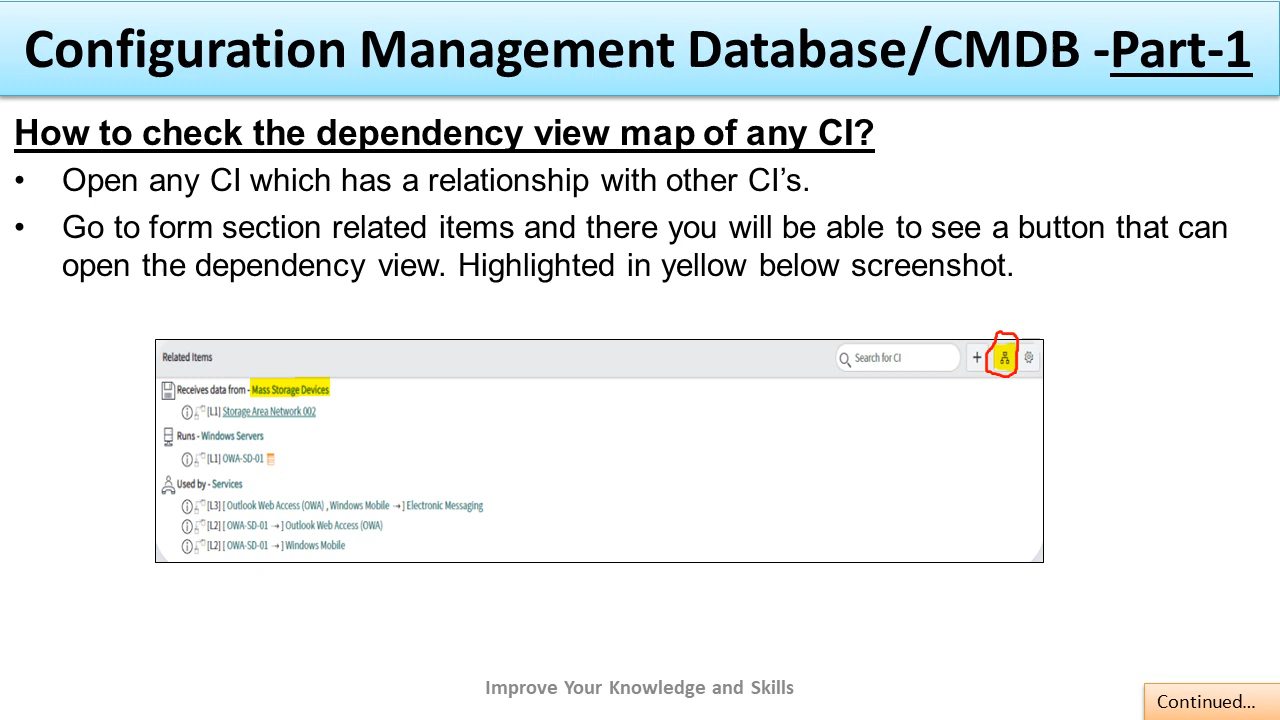 Configuration Management Database/CMDB -Part-1
How to check the dependency view map of any CI?
• Open any CI which has a relationship with other CI’s.
• Go to form section related items and there you will be able to see a button that can
open the dependency view. Highlighted in yellow below screenshot.
Related Items
Search for CI
+
Receives data from - Mass Storage Devices
[L1] Storage Area Network 002
Runs - Windows Servers
[L1] OWA-SD-01
Used by - Services
[L3] [ Outlook Web Access (OWA) , Windows Mobile → ] Electronic Messaging
[L2] [ OWA-SD-01 → ] Outlook Web Access (OWA)
[L2] [ OWA-SD-01 → ] Windows Mobile
Improve Your Knowledge and Skills
Continued...